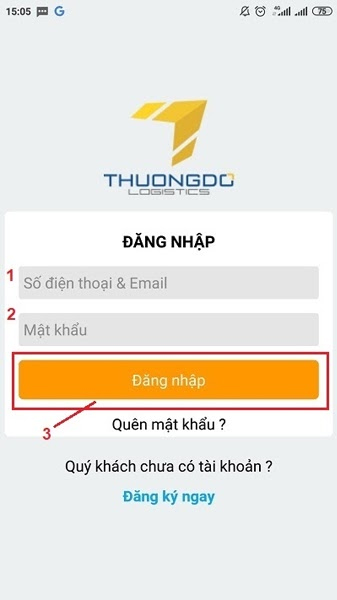 15:05
4G
75
THUONGDO
LOGISTICS
ĐĂNG NHẬP
1
Số điện thoại & Email
2
Mật khẩu
Đăng nhập
3
Quên mật khẩu ?
Quý khách chưa có tài khoản ?
Đăng ký ngay